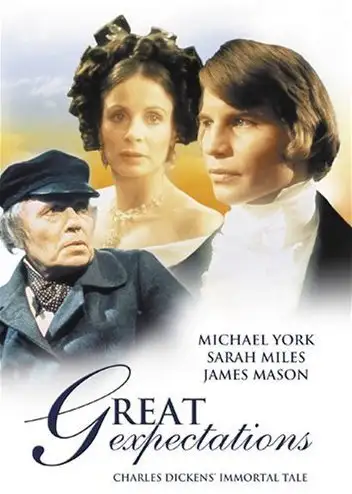 MICHAEL YORK
SARAH MILES
JAMES MASON
GREAT
expectations
CHARLES DICKENS' IMMORTAL TALE